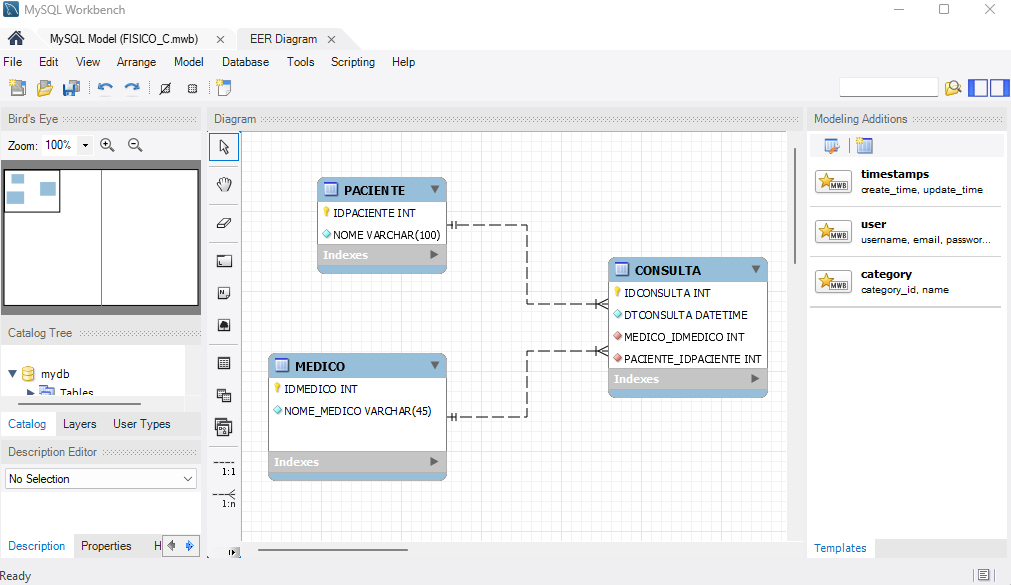 MySQL Workbench
MySQL Model (FISICO_C.mwb)
EER Diagram
File Edit View Arrange Model Database Tools Scripting Help
Bird's Eye
Zoom: 100%
Catalog Tree
mydb
Tables
Catalog Layers User Types
Description Editor
No Selection
Description Properties H
Ready
Diagram
1:1
1:n
PACIENTE
IDPACIENTE INT
NOME VARCHAR(100)
Indexes
MEDICO
IDMEDICO INT
NOME_MEDICO VARCHAR(45)
Indexes
CONSULTA
IDCONSULTA INT
DTCONSULTA DATETIME
MEDICO_IDMEDICO INT
PACIENTE_IDPACIENTE INT
Indexes
Modeling Additions
MWB
timestamps
create_time, update_time
MWB
user
username, email, passwor...
MWB
category
category_id, name
Templates